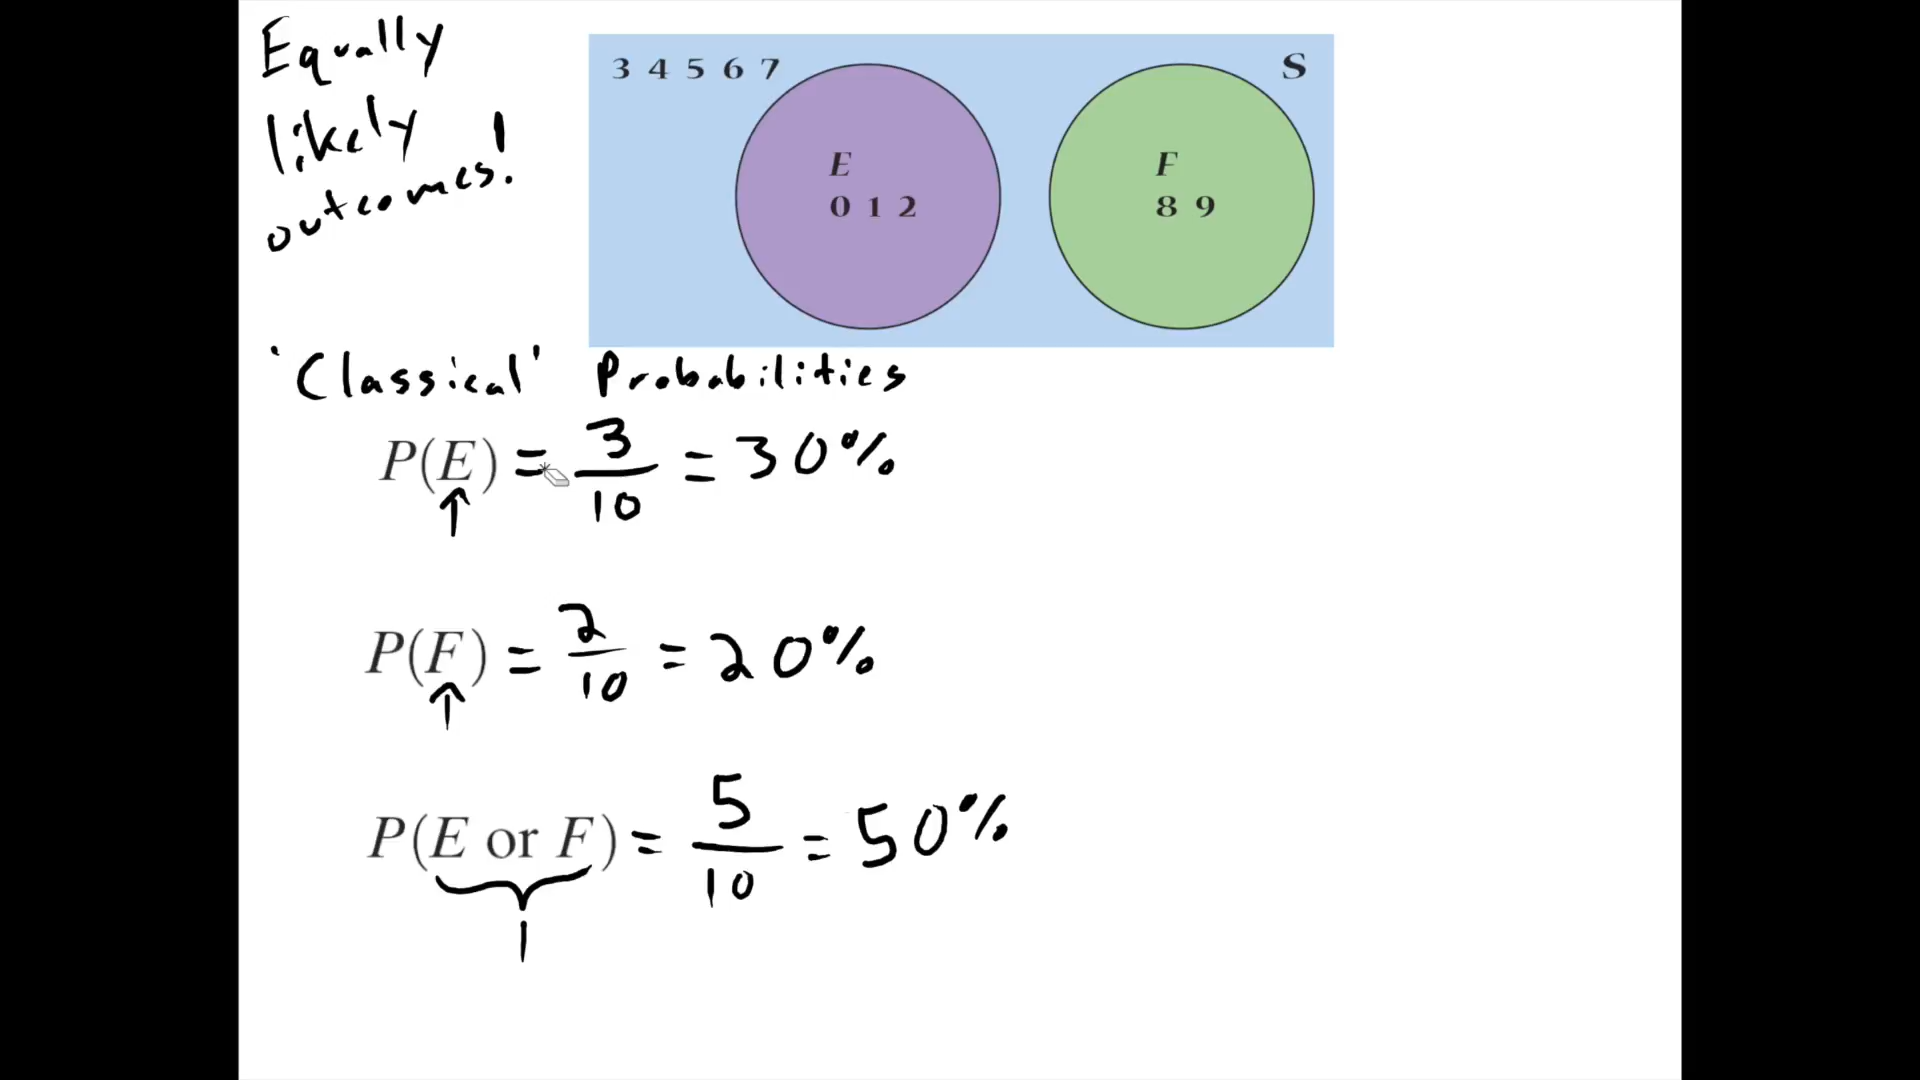 Equally
likely
outcomes!
3 4 5 6 7
S
E
0 1 2
F
8 9
'Classical' Probabilities
P(E) = 3/10 = 30%
P(F) = 2/10 = 20%
P(E or F) = 5/10 = 50%